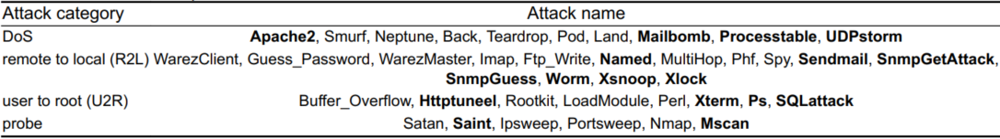 Attack category Attack name
DoS Apache2, Smurf, Neptune, Back, Teardrop, Pod, Land, Mailbomb, Processtable, UDPstorm
remote to local (R2L) WarezClient, Guess_Password, WarezMaster, Imap, Ftp_Write, Named, MultiHop, Phf, Spy, Sendmail, SnmpGetAttack,
SnmpGuess, Worm, Xsnoop, Xlock
user to root (U2R) Buffer_Overflow, Httptuneel, Rootkit, LoadModule, Perl, Xterm, Ps, SQLattack
probe Satan, Saint, Ipsweep, Portsweep, Nmap, Mscan